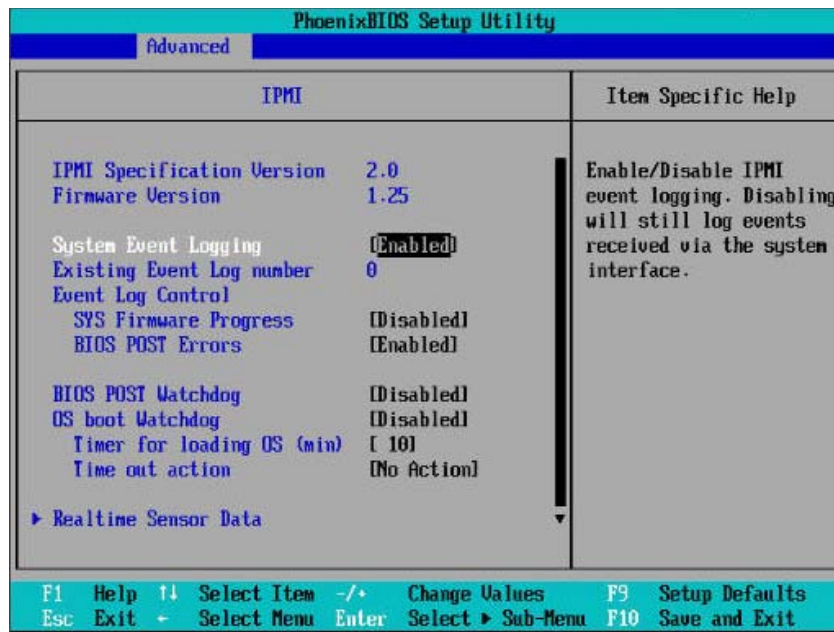 PhoenixBIOS Setup Utility
Advanced
IPMI
Item Specific Help
IPMI Specification Version 2.0
Firmware Version 1.25
System Event Logging [Enabled]
Existing Event Log number 0
Event Log Control
SYS Firmware Progress [Disabled]
BIOS POST Errors [Enabled]
BIOS POST Watchdog [Disabled]
OS boot Watchdog [Disabled]
Timer for loading OS (min) [ 10]
Time out action [No Action]
▶ Realtime Sensor Data
Enable/Disable IPMI
event logging. Disabling
will still log events
received via the system
interface.
F1 Help ↑↓ Select Item -/+ Change Values F9 Setup Defaults
Esc Exit ← Select Menu Enter Select ▶ Sub-Menu F10 Save and Exit